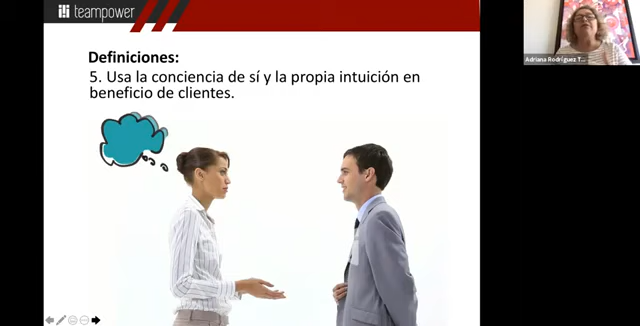 teampower
Definiciones:
5. Usa la conciencia de sí y la propia intuición en
beneficio de clientes.
Adriana Rodríguez T...